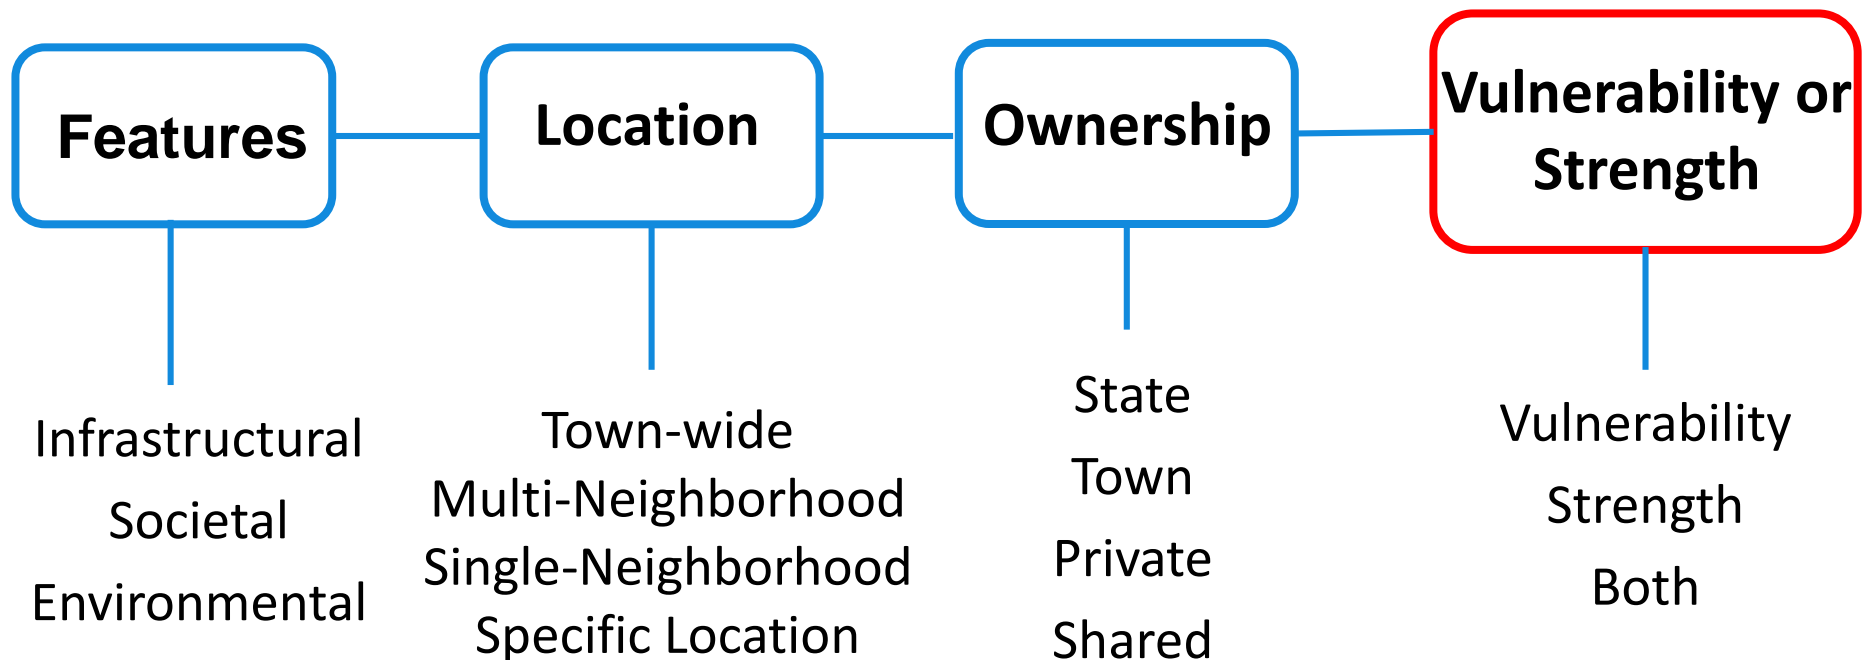 Features
Location
Ownership
Vulnerability or
Strength
Infrastructural
Societal
Environmental
Town-wide
Multi-Neighborhood
Single-Neighborhood
Specific Location
State
Town
Private
Shared
Vulnerability
Strength
Both